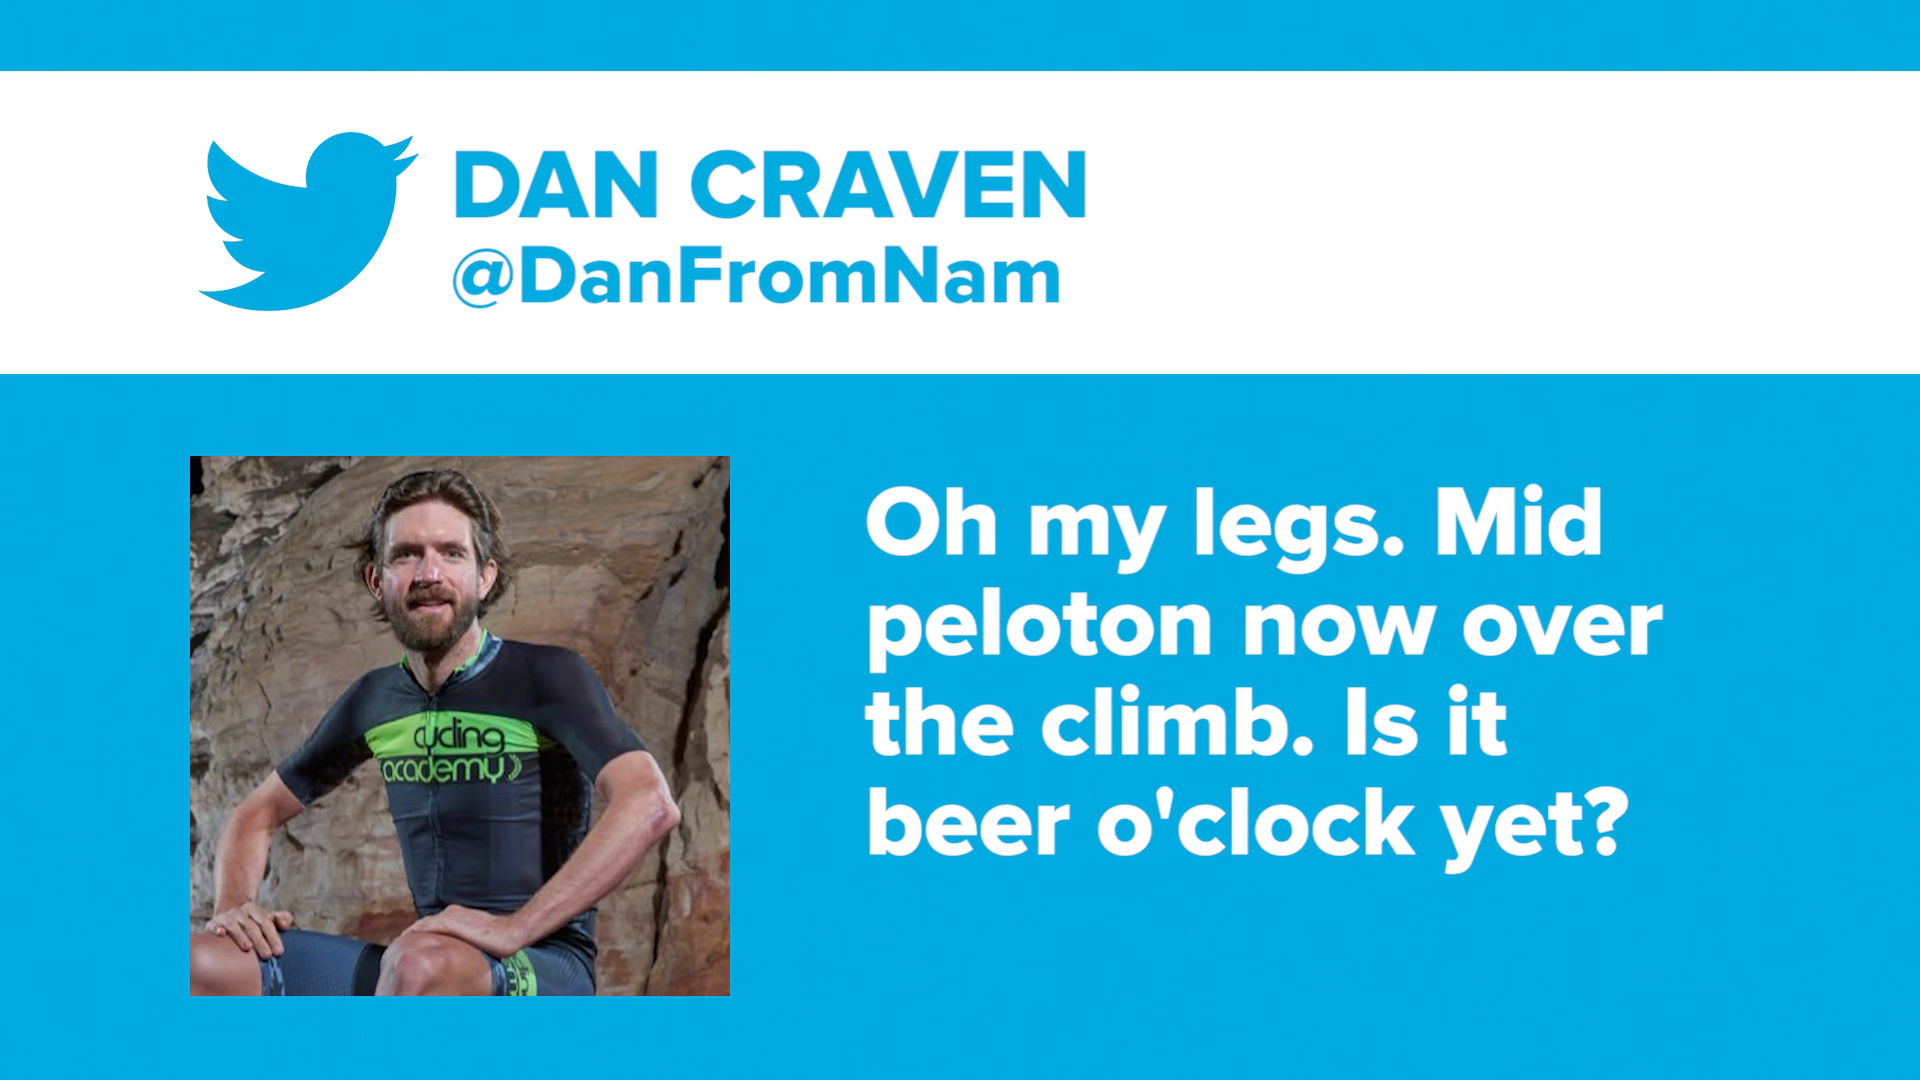 DAN CRAVEN
@DanFromNam
cycling
academy
Oh my legs. Mid
peloton now over
the climb. Is it
beer o'clock yet?